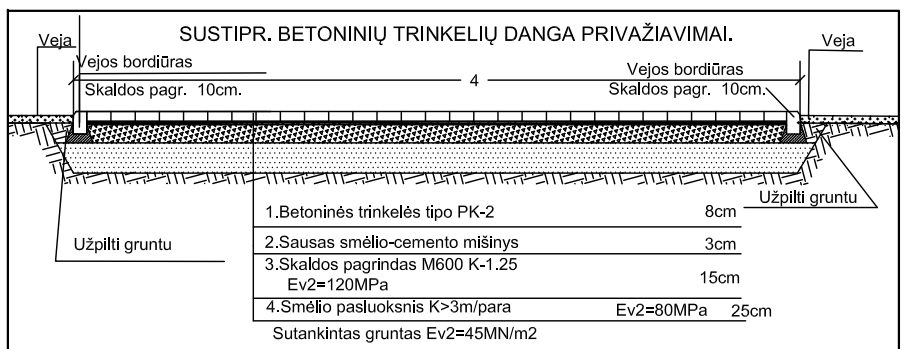 SUSTIPR. BETONINIŲ TRINKELIŲ DANGA PRIVAŽIAVIMAI.
Veja
Veja
Vejos bordiūras
Skaldos pagr. 10cm.
4
Vejos bordiūras
Skaldos pagr. 10cm.
Užpilti gruntu
Užpilti gruntu
1.Betoninės trinkelės tipo PK-2 8cm
2.Sausas smėlio-cemento mišinys 3cm
3.Skaldos pagrindas M600 K-1.25
Ev2=120MPa 15cm
4.Smėlio pasluoksnis K>3m/para Ev2=80MPa 25cm
Sutankintas gruntas Ev2=45MN/m2